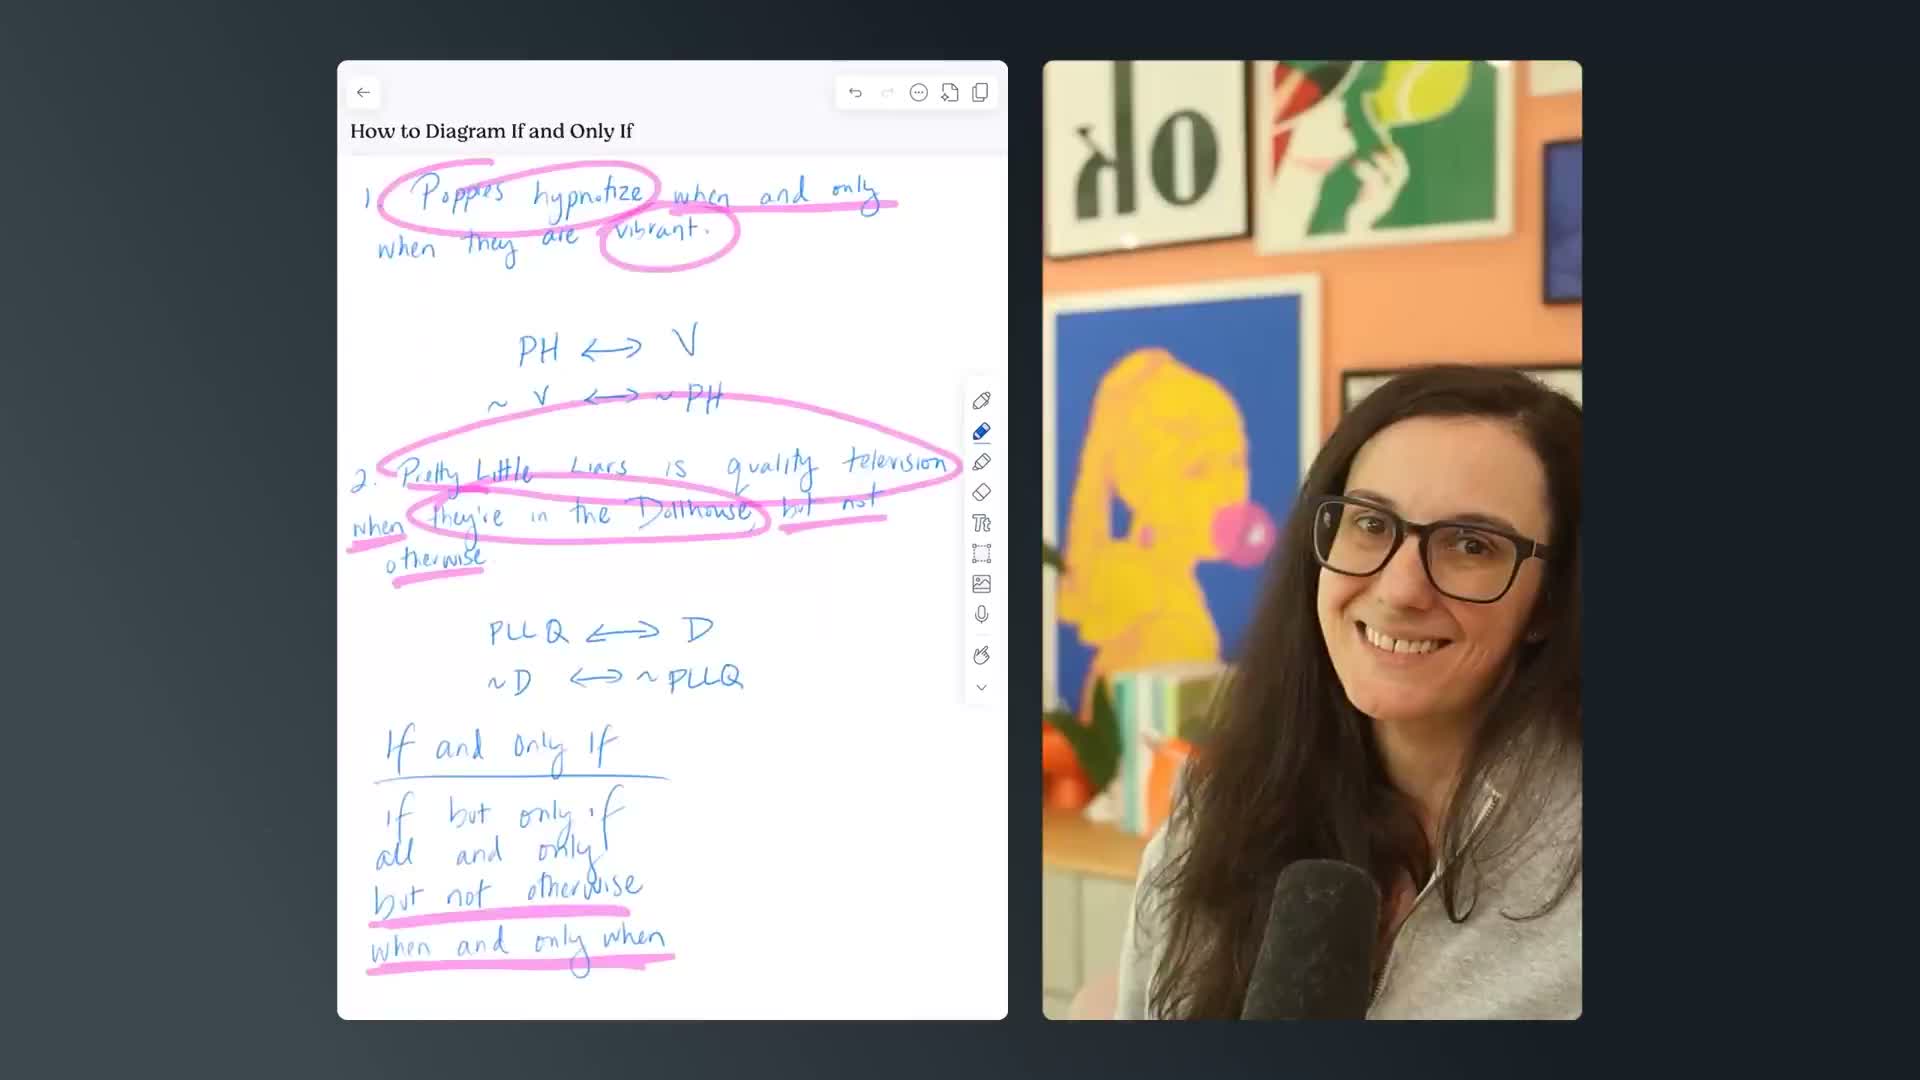 How to Diagram If and Only If
1. Poppies hypnotize when and only
when they are vibrant.
PH ↔ V
~ V ↔ ~ PH
2. Pretty Little Liars is quality television
when they're in the Dollhouse, but not
otherwise
PLLQ ↔ D
~D ↔ ~PLLQ
If and only If
if but only if
all and only
but not otherwise
when and only when
Tt
ok